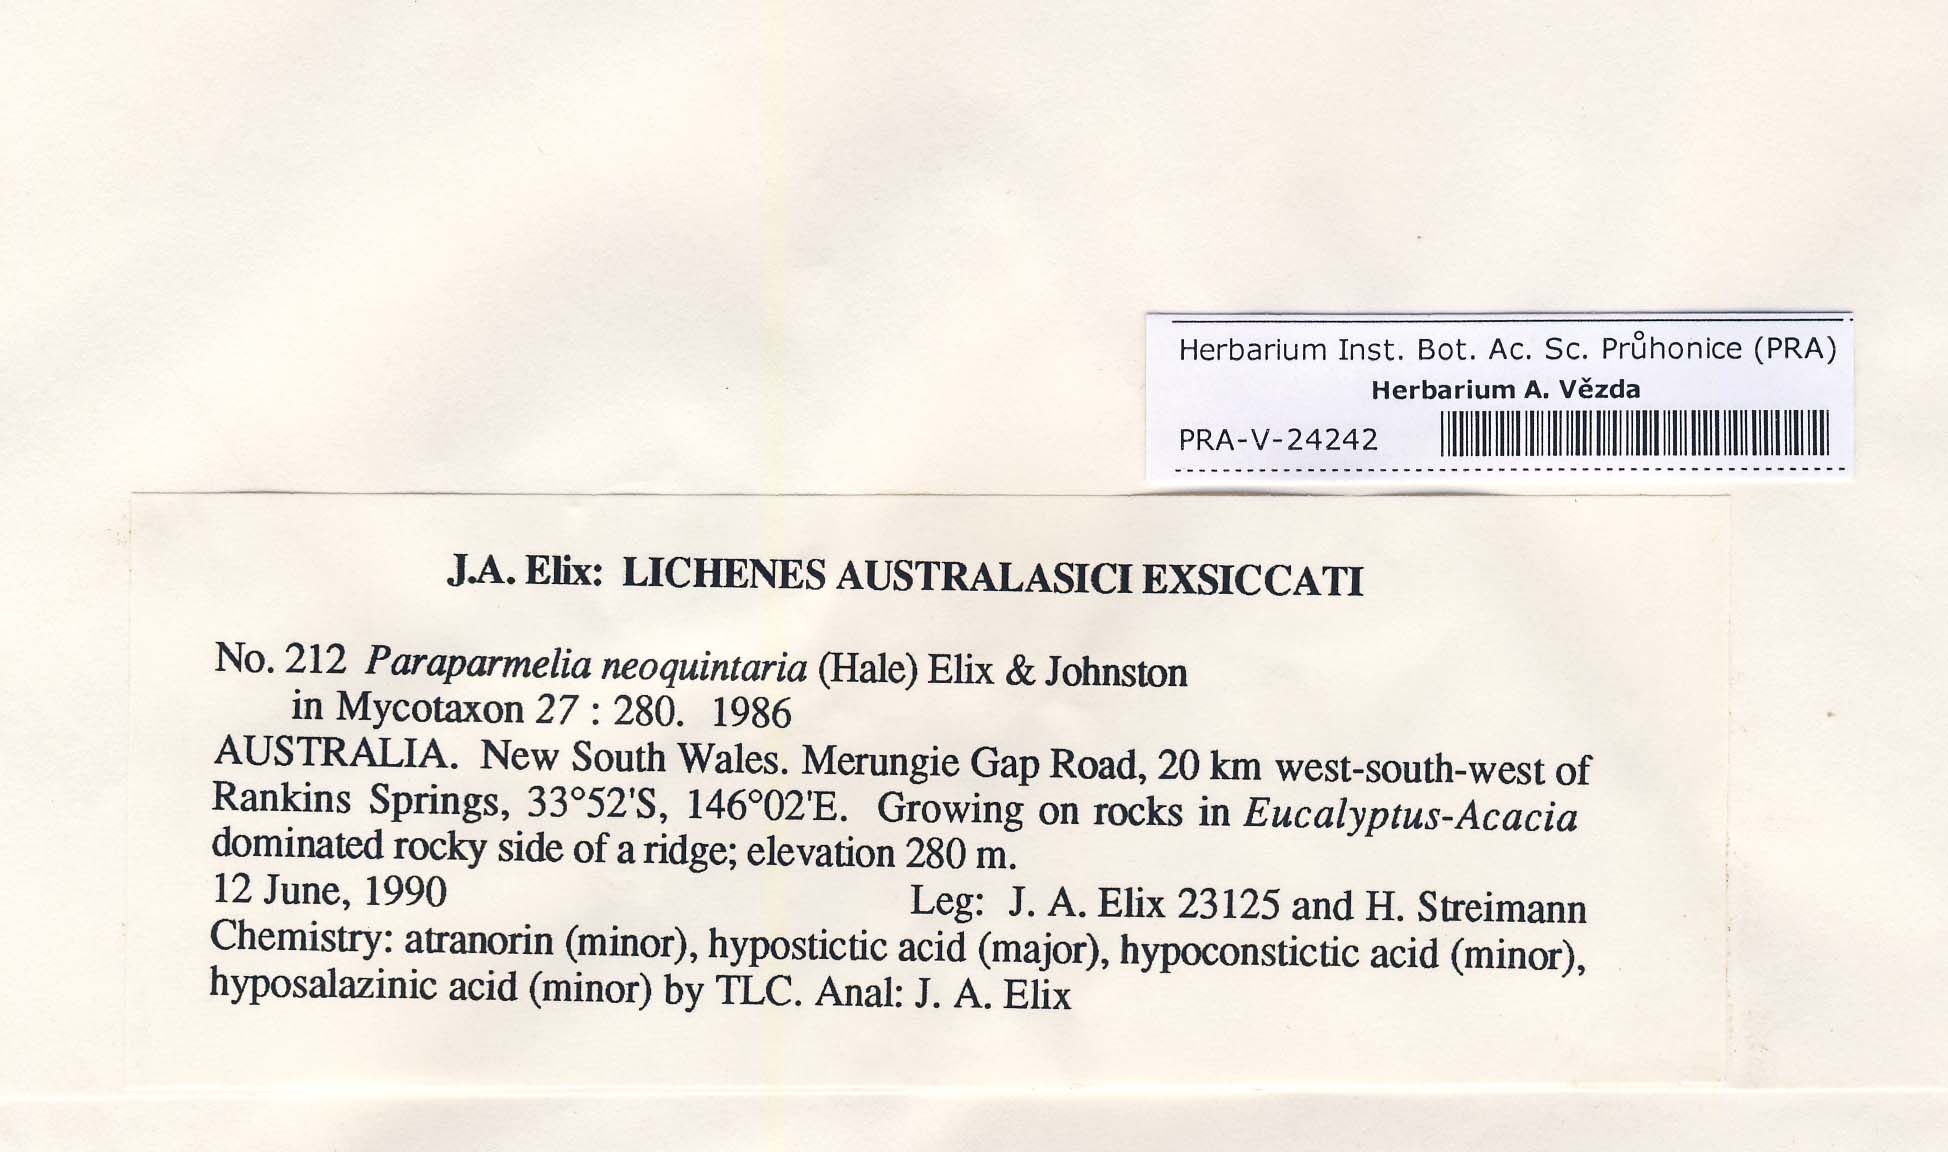 Herbarium Inst. Bot. Ac. Sc. Průhonice (PRA)
Herbarium A. Vězda
PRA-V-24242
J.A. Elix: LICHENES AUSTRALASICI EXSICCATI
No. 212 Paraparmelia neoquintaria (Hale) Elix & Johnston
in Mycotaxon 27 : 280. 1986
AUSTRALIA. New South Wales. Merungie Gap Road, 20 km west-south-west of
Rankins Springs, 33°52'S, 146°02'E. Growing on rocks in Eucalyptus-Acacia
dominated rocky side of a ridge; elevation 280 m.
12 June, 1990 Leg: J. A. Elix 23125 and H. Streimann
Chemistry: atranorin (minor), hypostictic acid (major), hypoconstictic acid (minor),
hyposalazinic acid (minor) by TLC. Anal: J. A. Elix